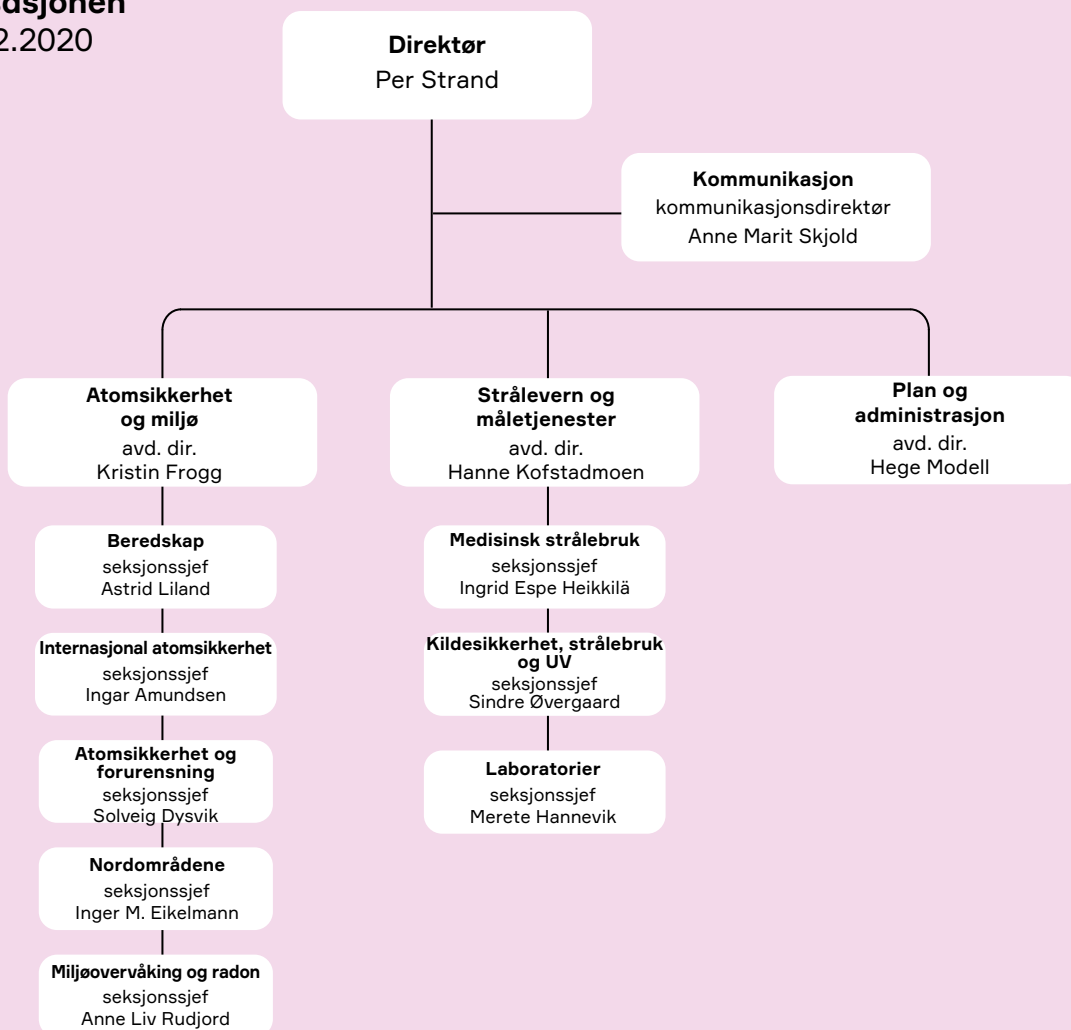 2.2020
Direktør
Per Strand
Kommunikasjon
kommunikasjonsdirektør
Anne Marit Skjold
Atomsikkerhet
og miljø
avd. dir.
Kristin Frogg
Strålevern og
måletjenester
avd. dir.
Hanne Kofstadmoen
Plan og
administrasjon
avd. dir.
Hege Modell
Beredskap
seksjonssjef
Astrid Liland
Internasjonal atomsikkerhet
seksjonssjef
Ingar Amundsen
Atomsikkerhet og
forurensning
seksjonssjef
Solveig Dysvik
Nordområdene
seksjonssjef
Inger M. Eikelmann
Miljøovervåking og radon
seksjonssjef
Anne Liv Rudjord
Medisinsk strålebruk
seksjonssjef
Ingrid Espe Heikkilä
Kildesikkerhet, strålebruk
og UV
seksjonssjef
Sindre Øvergaard
Laboratorier
seksjonssjef
Merete Hannevik